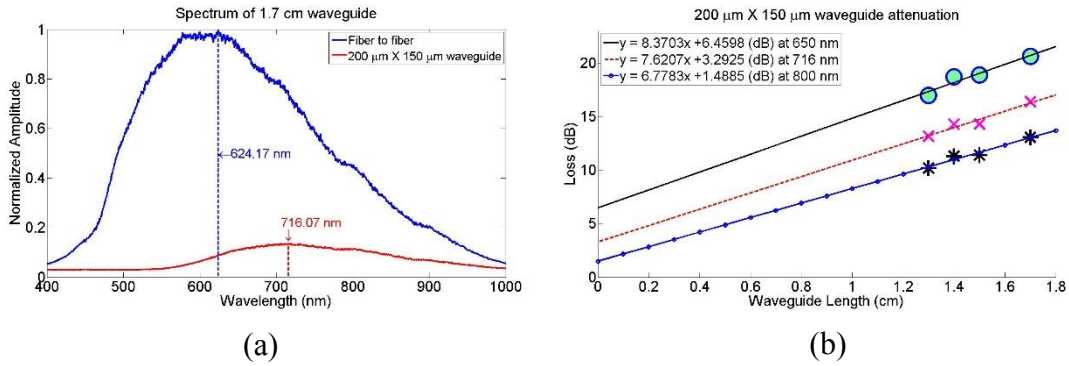 Spectrum of 1.7 cm waveguide
Normalized Amplitude
1
0.8
0.6
0.4
0.2
0
Fiber to fiber
200 μm X 150 μm waveguide
624.17 nm
716.07 nm
400 500 600 700 800 900 1000
Wavelength (nm)
(a)
200 μm X 150 μm waveguide attenuation
Loss (dB)
20
15
10
5
0
y = 8.3703x +6.4598 (dB) at 650 nm
y = 7.6207x +3.2925 (dB) at 716 nm
y = 6.7783x +1.4885 (dB) at 800 nm
0 0.2 0.4 0.6 0.8 1 1.2 1.4 1.6 1.8
Waveguide Length (cm)
(b)